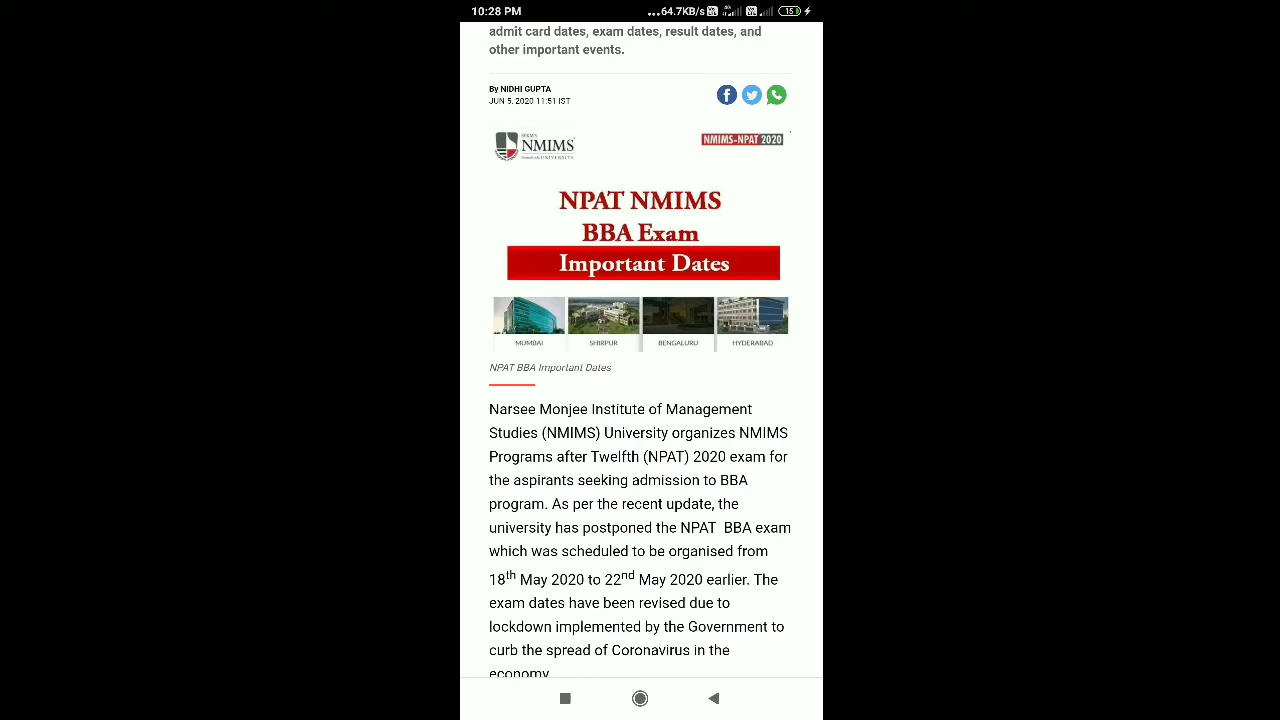 10:28 PM
...64.7KB/s
15
admit card dates, exam dates, result dates, and
other important events.
By NIDHI GUPTA
JUN 5, 2020 11:51 IST
SVKM'S
NMIMS
NMIMS-NPAT 2020
NPAT NMIMS
BBA Exam
Important Dates
MUMBAI SHIRPUR BENGALURU HYDERABAD
NPAT BBA Important Dates
Narsee Monjee Institute of Management
Studies (NMIMS) University organizes NMIMS
Programs after Twelfth (NPAT) 2020 exam for
the aspirants seeking admission to BBA
program. As per the recent update, the
university has postponed the NPAT BBA exam
which was scheduled to be organised from
18th May 2020 to 22nd May 2020 earlier. The
exam dates have been revised due to
lockdown implemented by the Government to
curb the spread of Coronavirus in the
economy